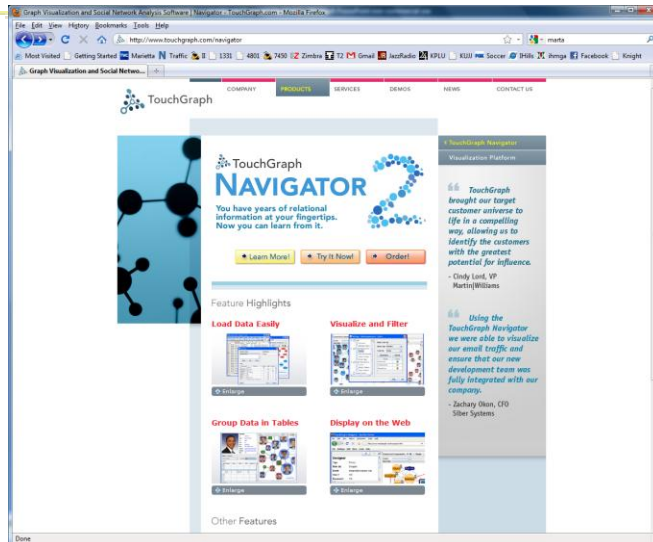 Graph Visualization and Social Network Analysis Software | Navigator - TouchGraph.com - Mozilla Firefox
File Edit View History Bookmarks Tools Help
http://www.touchgraph.com/navigator
marta
Most Visited Getting Started Marietta Traffic II 1331 4801 7450 Zimbra T2 Gmail JazzRadio KPLU KUJJ Soccer IHills ihmga Facebook Knight
Graph Visualization and Social Netwo...
COMPANY PRODUCTS SERVICES DEMOS NEWS CONTACT US
TouchGraph
TouchGraph
NAVIGATOR 2
You have years of relational
information at your fingertips.
Now you can learn from it.
Learn More! Try It Now! Order!
Feature Highlights
Load Data Easily Visualize and Filter
Enlarge Enlarge
Group Data in Tables Display on the Web
Enlarge Enlarge
Other Features
TouchGraph Navigator
Visualization Platform
“ TouchGraph
brought our target
customer universe to
life in a compelling
way, allowing us to
identify the customers
with the greatest
potential for influence.
- Cindy Lord, VP
Martin|Williams
“ Using the
TouchGraph Navigator
we were able to visualize
our email traffic and
ensure that our new
development team was
fully integrated with our
company.
- Zachary Okon, CFO
Siber Systems
Done